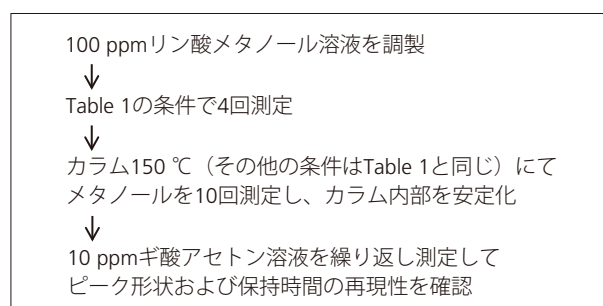 100 ppmリン酸メタノール溶液を調製
↓
Table 1の条件で4回測定
↓
カラム150 ℃（その他の条件はTable 1と同じ）にて
メタノールを10回測定し、カラム内部を安定化
↓
10 ppmギ酸アセトン溶液を繰り返し測定して
ピーク形状および保持時間の再現性を確認